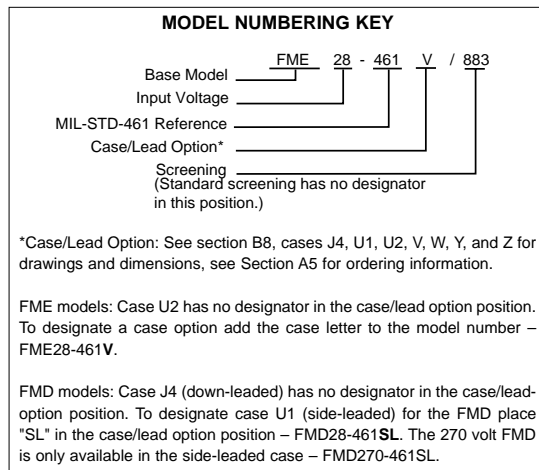 MODEL NUMBERING KEY
FME 28 - 461 V / 883
Base Model
Input Voltage
MIL-STD-461 Reference
Case/Lead Option*
Screening
(Standard screening has no designator
in this position.)
*Case/Lead Option: See section B8, cases J4, U1, U2, V, W, Y, and Z for
drawings and dimensions, see Section A5 for ordering information.
FME models: Case U2 has no designator in the case/lead option position.
To designate a case option add the case letter to the model number –
FME28-461V.
FMD models: Case J4 (down-leaded) has no designator in the case/lead-
option position. To designate case U1 (side-leaded) for the FMD place
"SL" in the case/lead option position – FMD28-461SL. The 270 volt FMD
is only available in the side-leaded case – FMD270-461SL.